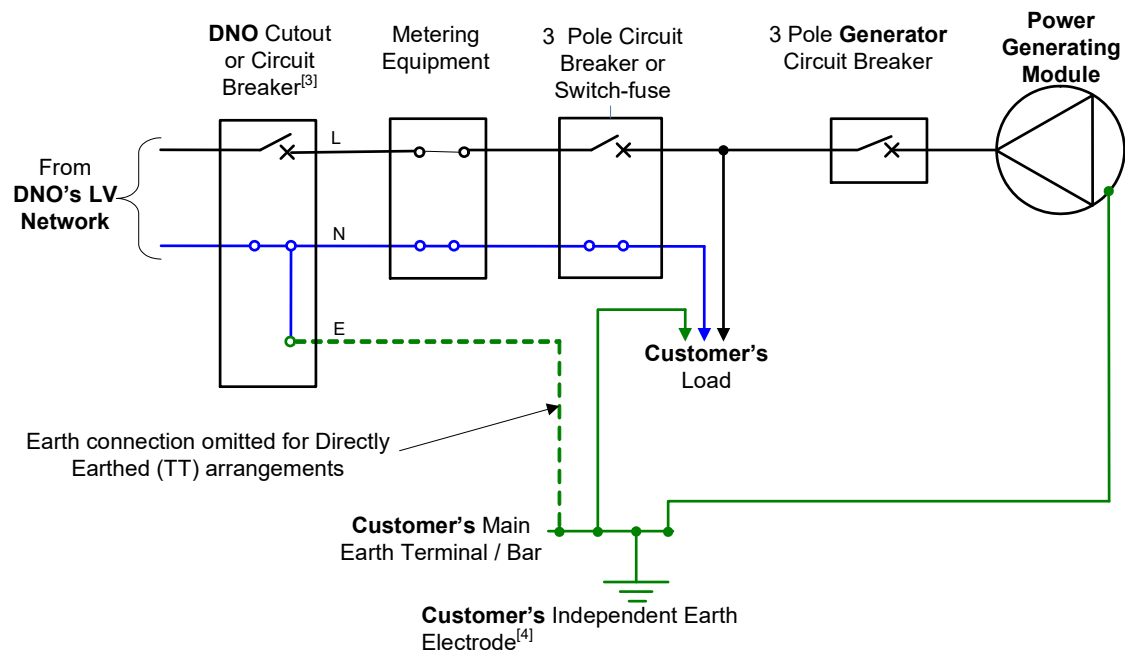 DNO Cutout
or Circuit
Breaker[3]
Metering
Equipment
3 Pole Circuit
Breaker or
Switch-fuse
3 Pole Generator
Circuit Breaker
Power
Generating
Module
L
From
DNO's LV
Network
N
E
Customer's
Load
Earth connection omitted for Directly
Earthed (TT) arrangements
Customer's Main
Earth Terminal / Bar
Customer's Independent Earth
Electrode[4]